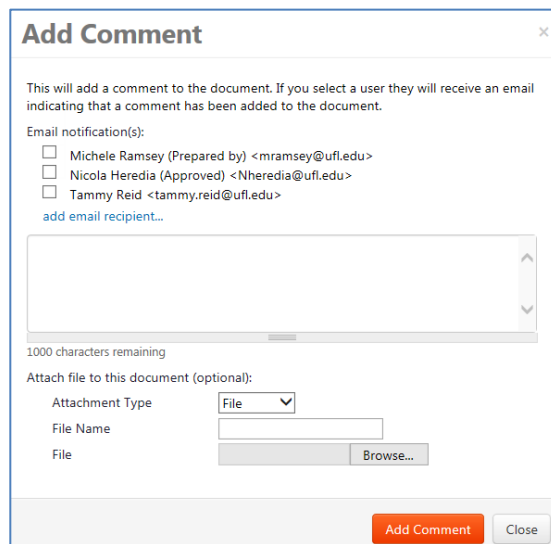 Add Comment
×
This will add a comment to the document. If you select a user they will receive an email
indicating that a comment has been added to the document.
Email notification(s):
Michele Ramsey (Prepared by) <mramsey@ufl.edu>
Nicola Heredia (Approved) <Nheredia@ufl.edu>
Tammy Reid <tammy.reid@ufl.edu>
add email recipient...
1000 characters remaining
Attach file to this document (optional):
Attachment Type File
File Name
File Browse...
Add Comment Close